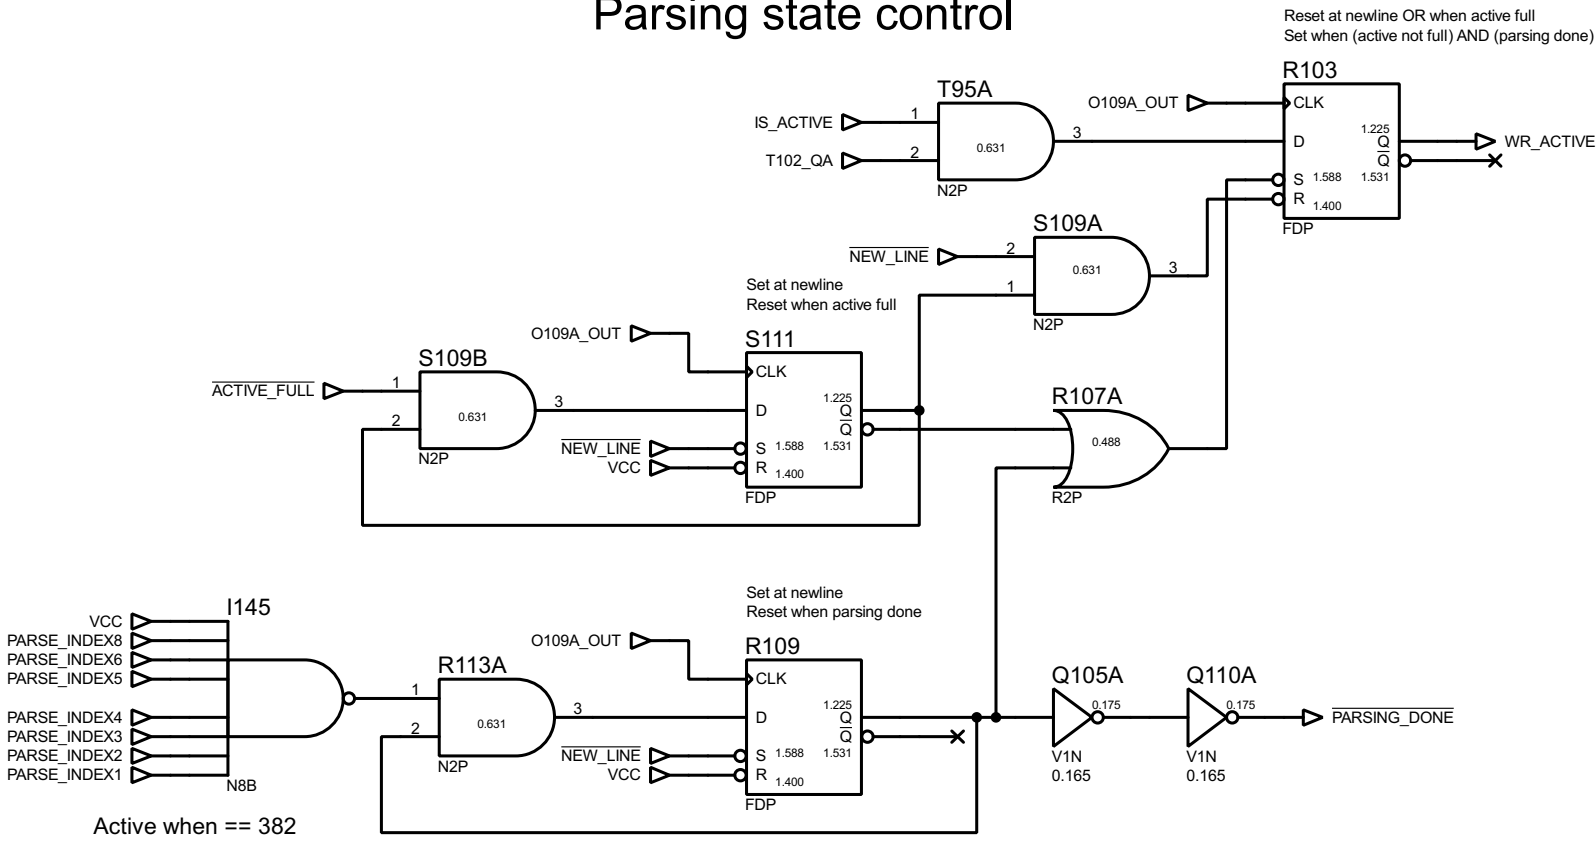 Parsing state control
Reset at newline OR when active full
Set when (active not full) AND (parsing done)
R103
T95A
O109A_OUT
CLK
IS_ACTIVE
1
0.631
3
D
1.225
Q
WR_ACTIVE
T102_QA
2
Q
N2P
S
1.588
1.531
R
1.400
FDP
S109A
NEW_LINE
2
0.631
3
1
N2P
Set at newline
Reset when active full
O109A_OUT
S111
S109B
CLK
ACTIVE_FULL
1
0.631
3
D
1.225
Q
2
Q
N2P
NEW_LINE
S
1.588
1.531
VCC
R
1.400
FDP
R107A
0.488
R2P
Set at newline
Reset when parsing done
I145
VCC
PARSE_INDEX8
PARSE_INDEX6
PARSE_INDEX5
PARSE_INDEX4
PARSE_INDEX3
PARSE_INDEX2
PARSE_INDEX1
N8B
Active when == 382
O109A_OUT
R109
R113A
CLK
1
0.631
3
D
1.225
Q
2
Q
N2P
NEW_LINE
S
1.588
1.531
VCC
R
1.400
FDP
Q105A
0.175
V1N
0.165
Q110A
0.175
V1N
0.165
PARSING_DONE